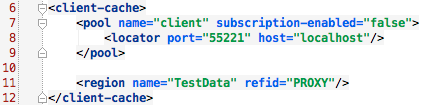 6 <client-cache>
7 <pool name="client" subscription-enabled="false">
8 <locator port="55221" host="localhost"/>
9 </pool>
10
11 <region name="TestData" refid="PROXY"/>
12 </client-cache>